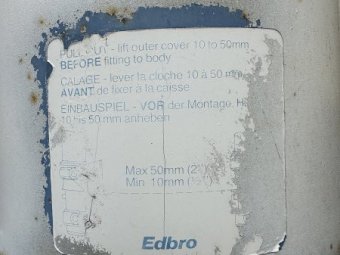 PULL OUT - lift outer cover 10 to 50mm
BEFORE fitting to body
CALAGE - lever la cloche 10 à 50 m
AVANT de fixer à la caisse
EINBAUSPIEL - VOR der Montage
10 bis 50 mm anheben
Max 50mm (2"
Min 10mm (
Edbro